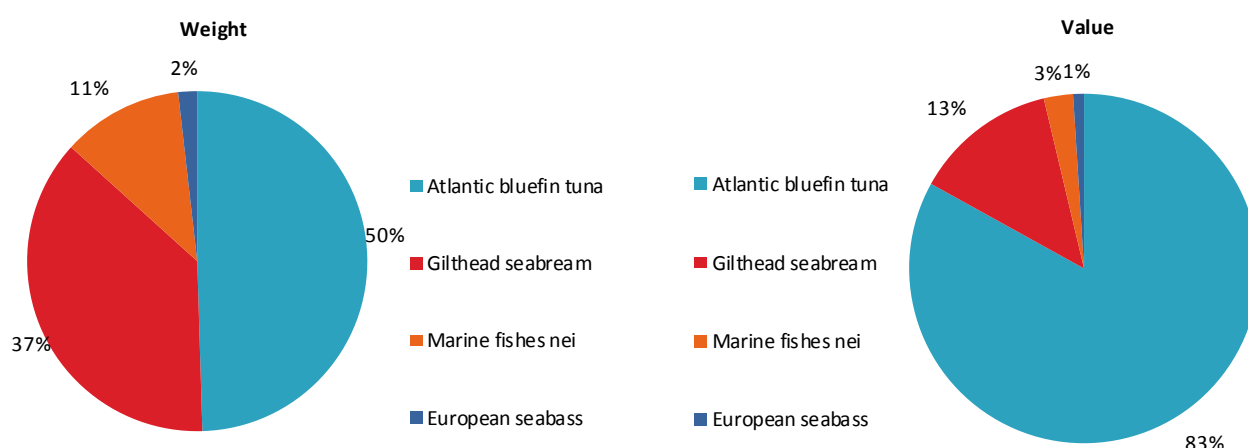 Weight
2%
11%
50%
37%
Atlantic bluefin tuna
Gilthead seabream
Marine fishes nei
European seabass
Value
3%
1%
13%
83%
Atlantic bluefin tuna
Gilthead seabream
Marine fishes nei
European seabass